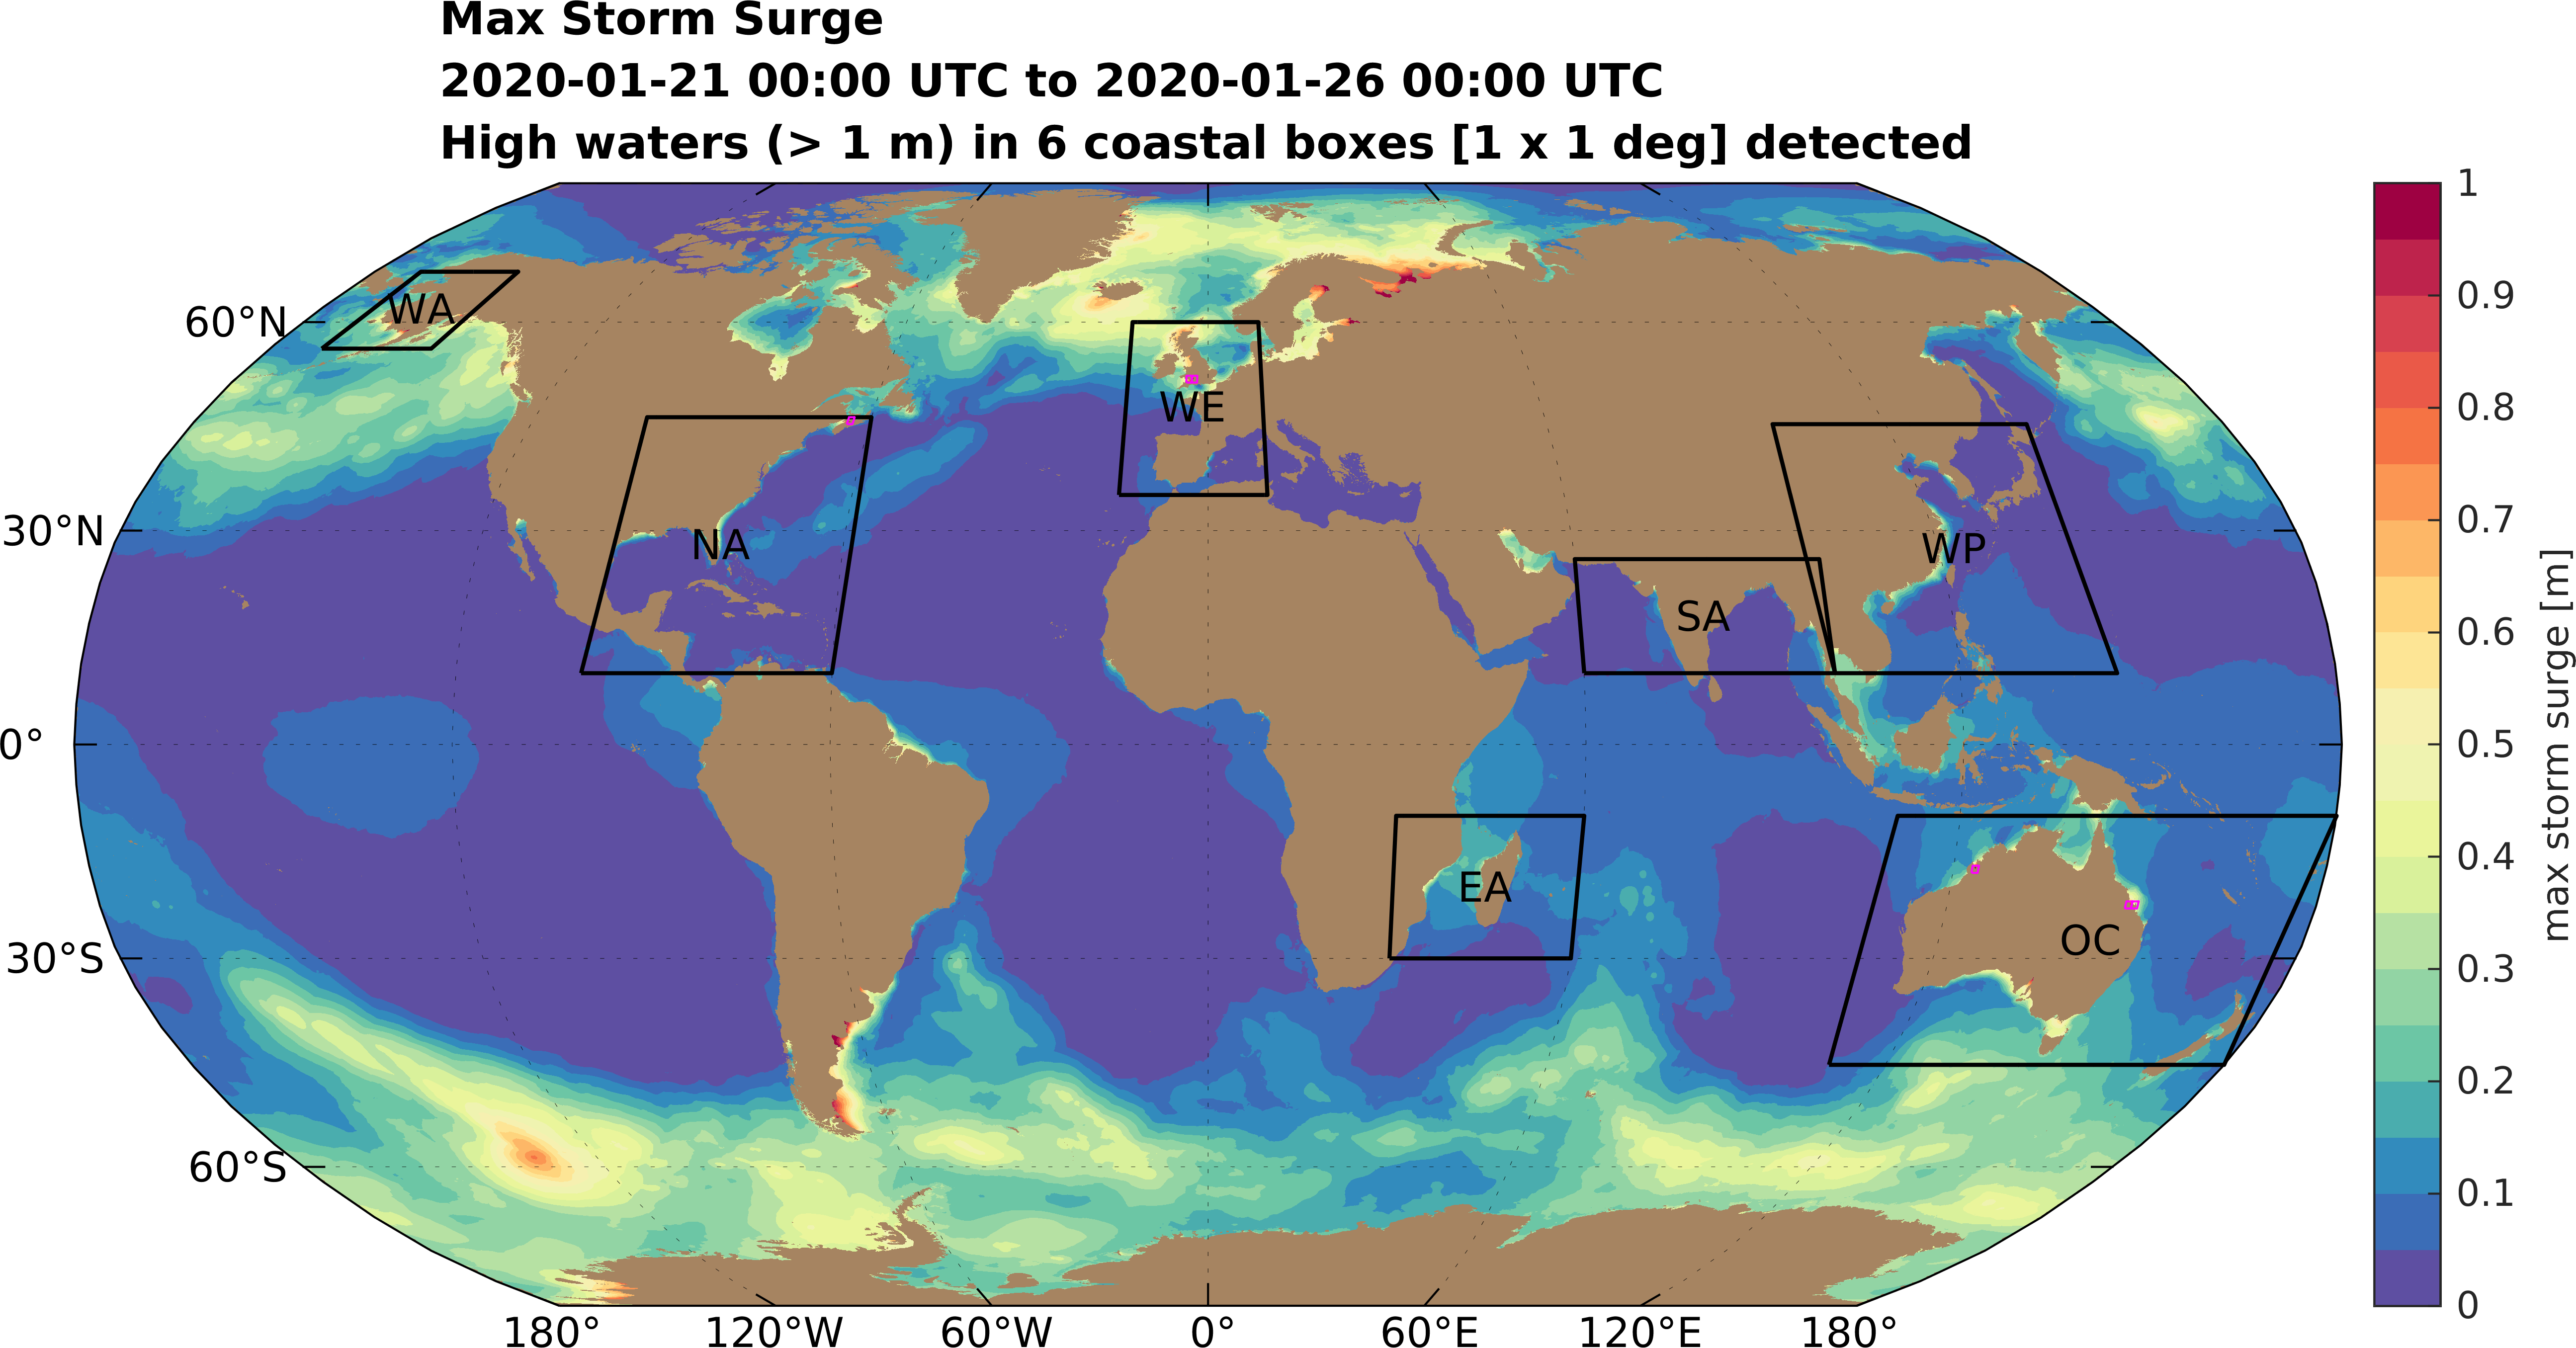 Max Storm Surge
2020-01-21 00:00 UTC to 2020-01-26 00:00 UTC
High waters (> 1 m) in 6 coastal boxes [1 x 1 deg] detected
WA
WE
NA
WP
SA
EA
OC
60°N
30°N
0°
30°S
60°S
180°
120°W
60°W
0°
60°E
120°E
180°
1
0.9
0.8
0.7
0.6
0.5
0.4
0.3
0.2
0.1
0
max storm surge [m]